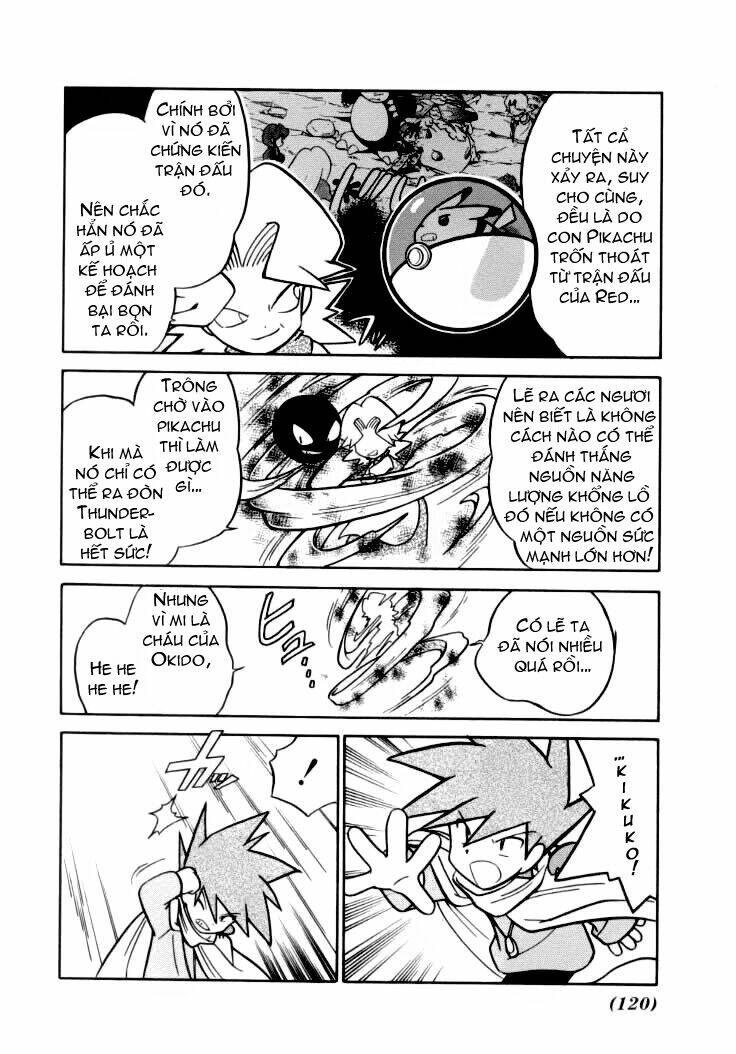 TẤT CẢ
CHUYỆN NÀY
XẢY RA, SUY
CHO CÙNG,
ĐỀU LÀ DO
CON PIKACHU
TRỐN THOÁT
TỪ TRẬN ĐẤU
CỦA RED...
CHÍNH BỞI
VÌ NÓ ĐÃ
CHỨNG KIẾN
TRẬN ĐẤU
ĐÓ.
NÊN CHẮC
HẲN NÓ ĐÃ
ẤP Ủ MỘT
KẾ HOẠCH
ĐỂ ĐÁNH
BẠI BỌN
TA RỒI.
LẼ RA CÁC NGƯƠI
NÊN BIẾT LÀ KHÔNG
CÁCH NÀO CÓ THỂ
ĐÁNH THẮNG
NGUỒN NĂNG
LƯỢNG KHỔNG LỒ
ĐÓ NẾU KHÔNG CÓ
MỘT NGUỒN SỨC
MẠNH LỚN HƠN!
TRÔNG
CHỜ VÀO
PIKACHU
THÌ LÀM
ĐƯỢC
GÌ...
KHI MÀ
NÓ CHỈ CÓ
THỂ RA ĐÒN
THUNDER-
BOLT LÀ
HẾT SỨC!
CÓ LẼ TA
ĐÃ NÓI NHIỀU
QUÁ RỒI...
NHƯNG
VÌ MI LÀ
CHÁU CỦA
OKIDO,
HE HE
HE HE!
...KIKUKO!
!
(120)